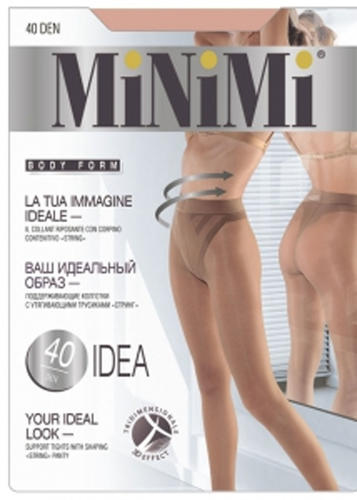 40 DEN
MiNiMi®
BODY FORM
LA TUA IMMAGINE
IDEALE —
IL COLLANT RIPOSANTE CON CORPINO
CONTENITIVO «STRING»
ВАШ ИДЕАЛЬНЫЙ
ОБРАЗ —
ПОДДЕРЖИВАЮЩИЕ КОЛГОТКИ
С УТЯГИВАЮЩИМИ ТРУСИКАМИ «СТРИНГ»
40
DEN
IDEA
YOUR IDEAL
LOOK —
SUPPORT TIGHTS WITH SHAPING
«STRING» PANTY
TRIDIMENSIONALE
3D EFFECT